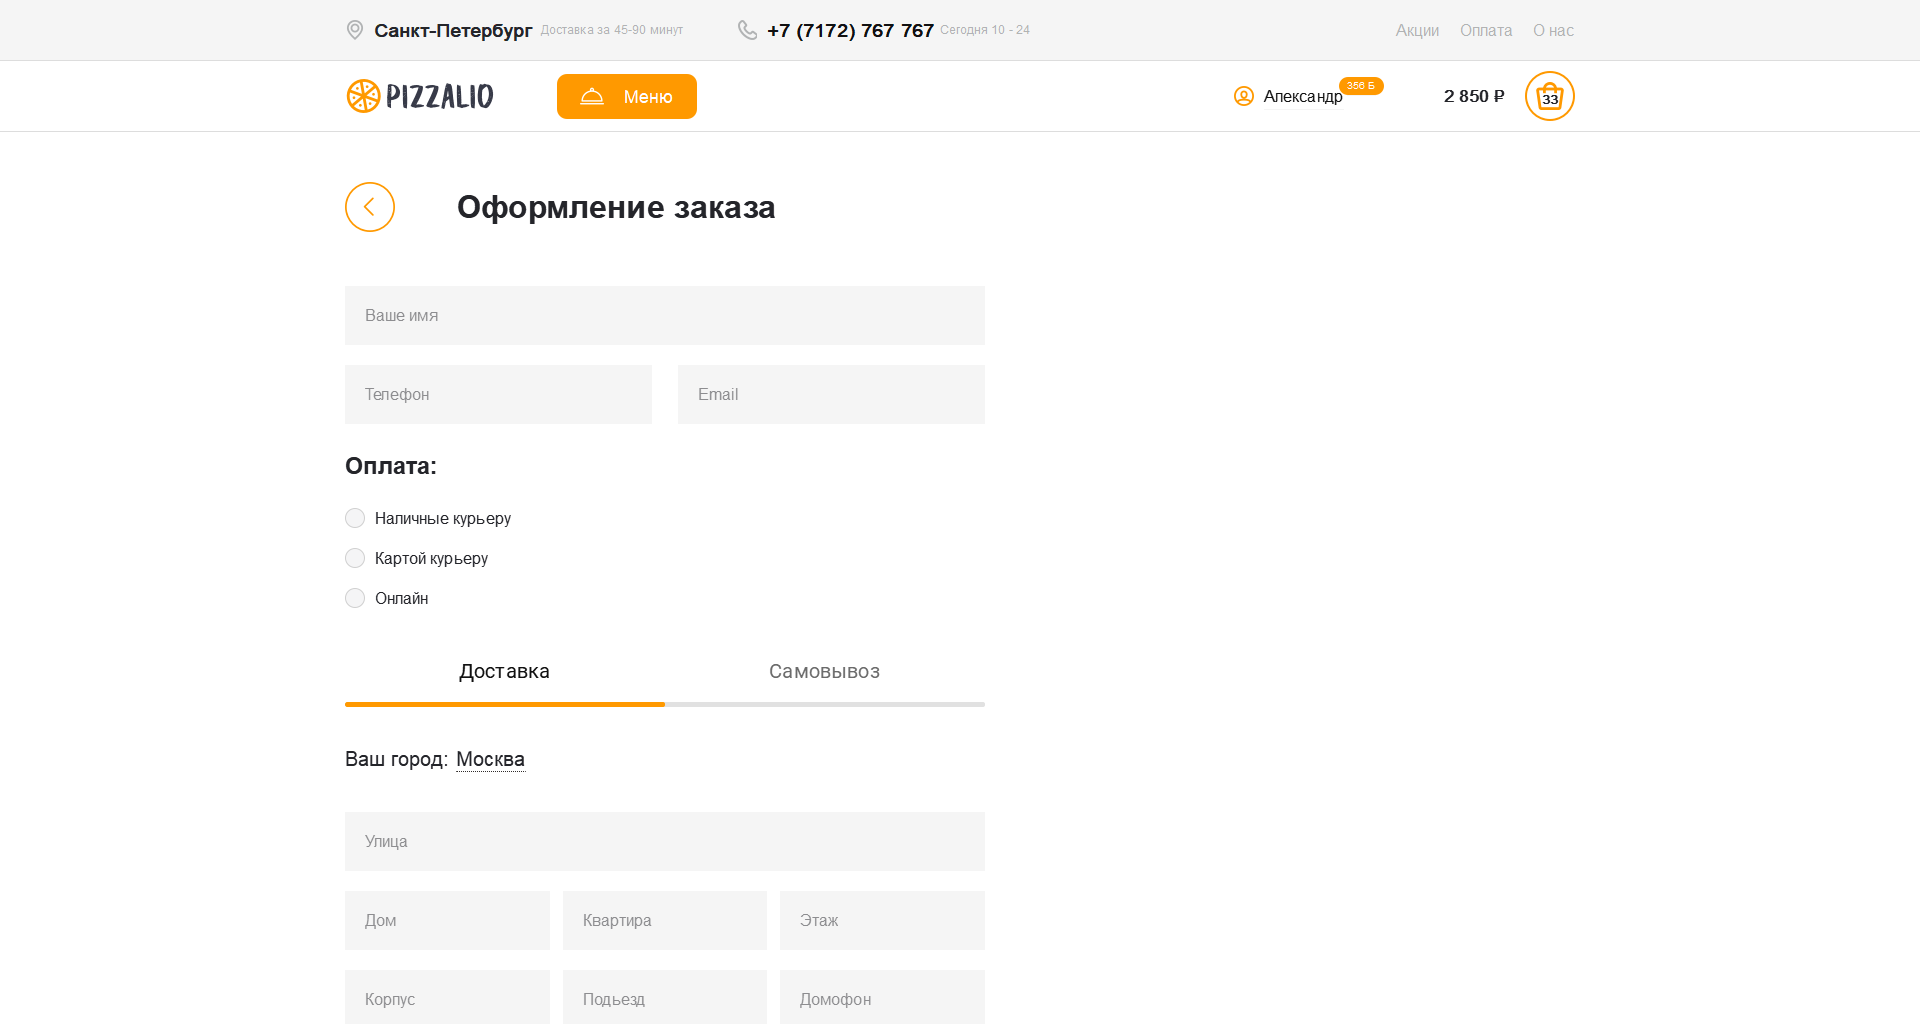 Санкт-Петербург Доставка за 45-90 минут +7 (7172) 767 767 Сегодня 10 - 24 Акции Оплата О нас
PIZZALIO Меню Александр 356 Б 2 850 ₽ 33
Оформление заказа
Ваше имя
Телефон Email
Оплата:
Наличные курьеру
Картой курьеру
Онлайн
Доставка Самовывоз
Ваш город: Москва
Улица
Дом Квартира Этаж
Корпус Подьезд Домофон